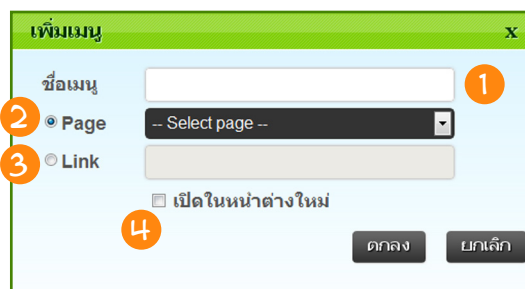 เพิ่มเมนู x
ชื่อเมนู 1
2 Page -- Select page --
3 Link
4 เปิดในหน้าต่างใหม่
ตกลง ยกเลิก